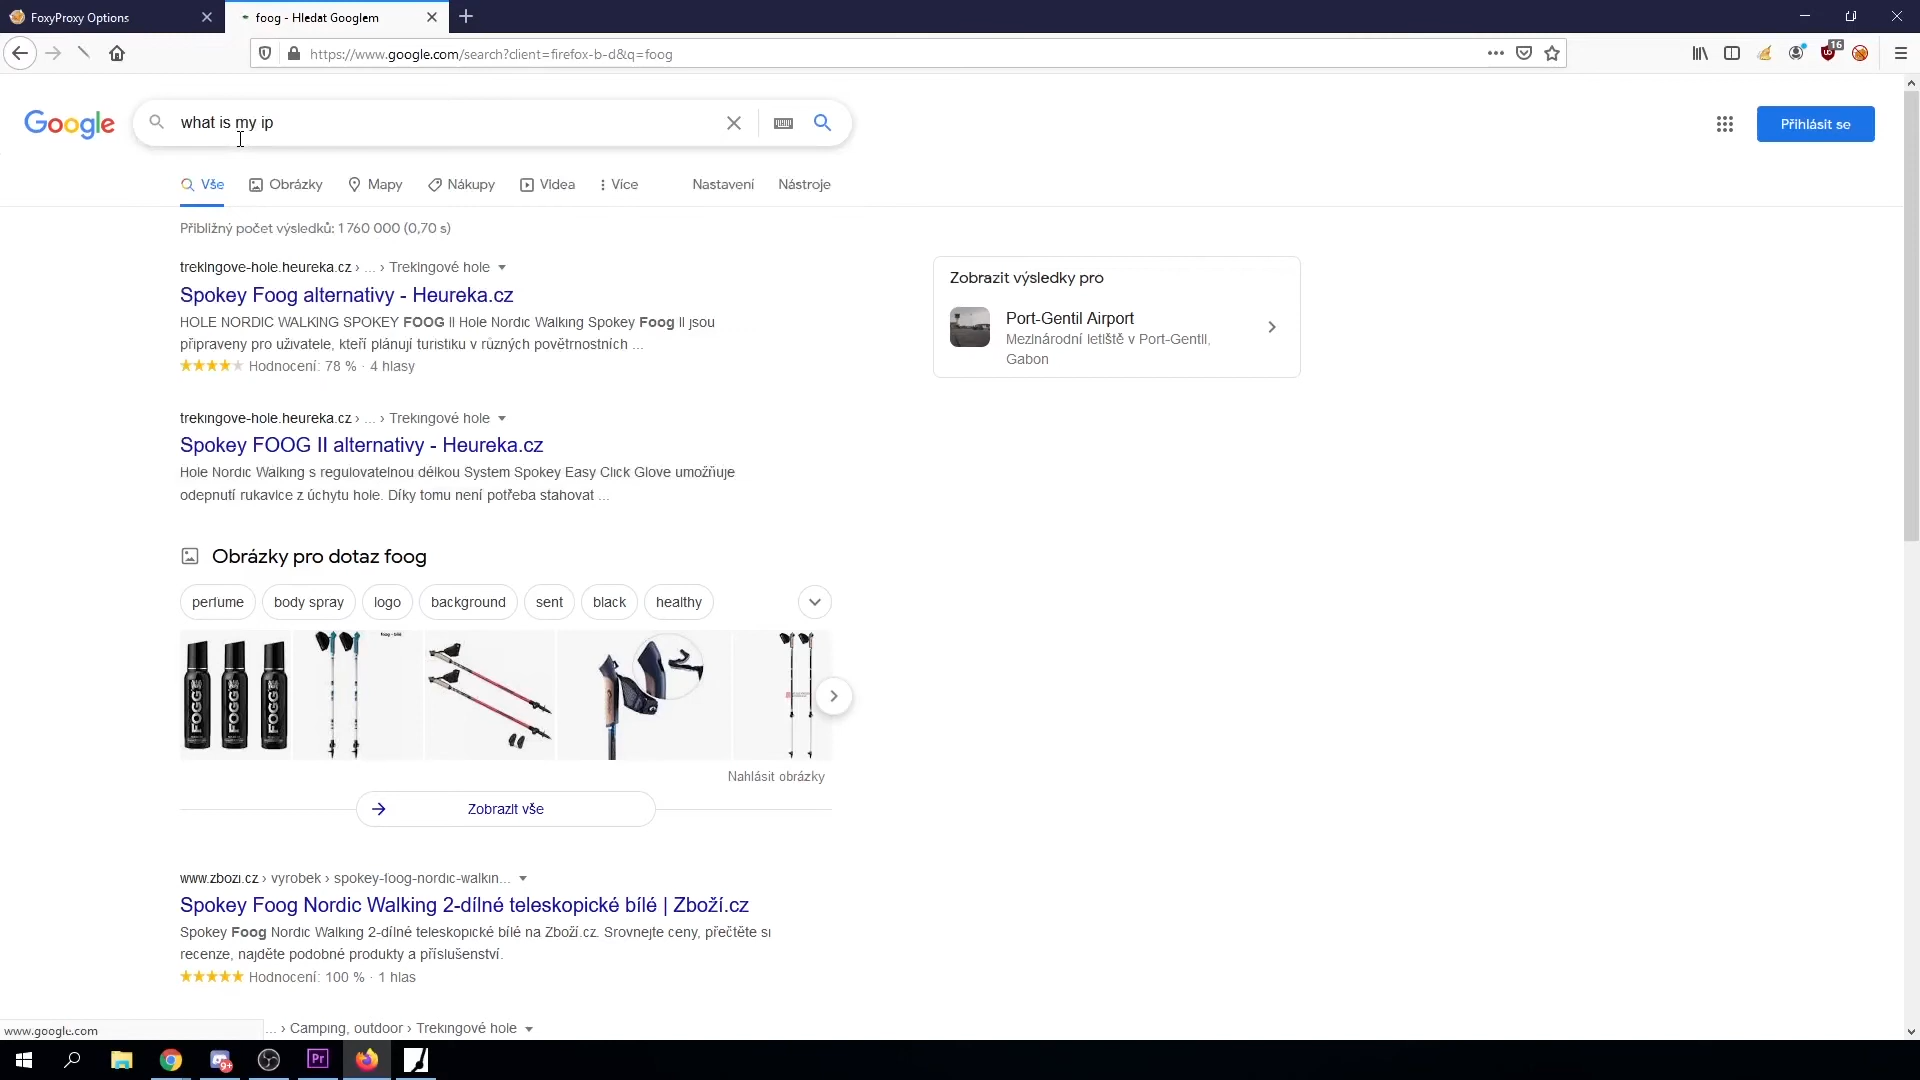 FoxyProxy Options
foog - Hledat Googlem
https://www.google.com/search?client=firefox-b-d&q=foog
16
Google
what is my ip
Přihlásit se
Vše
Obrázky
Mapy
Nákupy
Videa
Více
Nastavení
Nástroje
Přibližný počet výsledků: 1 760 000 (0,70 s)
trekingove-hole.heureka.cz › ... › Trekingové hole
Spokey Foog alternativy - Heureka.cz
HOLE NORDIC WALKING SPOKEY FOOG II Hole Nordic Walking Spokey Foog II jsou
připraveny pro uživatele, kteří plánují turistiku v různých povětrnostních ...
Hodnocení: 78 % · 4 hlasy
Zobrazit výsledky pro
Port-Gentil Airport
Mezinárodní letiště v Port-Gentil,
Gabon
trekingove-hole.heureka.cz › ... › Trekingové hole
Spokey FOOG II alternativy - Heureka.cz
Hole Nordic Walking s regulovatelnou délkou System Spokey Easy Click Glove umožňuje
odepnutí rukavice z úchytu hole. Díky tomu není potřeba stahovat ...
Obrázky pro dotaz foog
perfume
body spray
logo
background
sent
black
healthy
foog - bílé
FOGG
FOGG
FOGG
Nahlásit obrázky
Zobrazit vše
www.zbozi.cz › vyrobek › spokey-foog-nordic-walkin...
Spokey Foog Nordic Walking 2-dílné teleskopické bílé | Zboží.cz
Spokey Foog Nordic Walking 2-dílné teleskopické bílé na Zboží.cz. Srovnejte ceny, přečtěte si
recenze, najděte podobné produkty a příslušenství.
Hodnocení: 100 % · 1 hlas
www.google.com
... › Camping, outdoor › Trekingové hole
9+
Pr